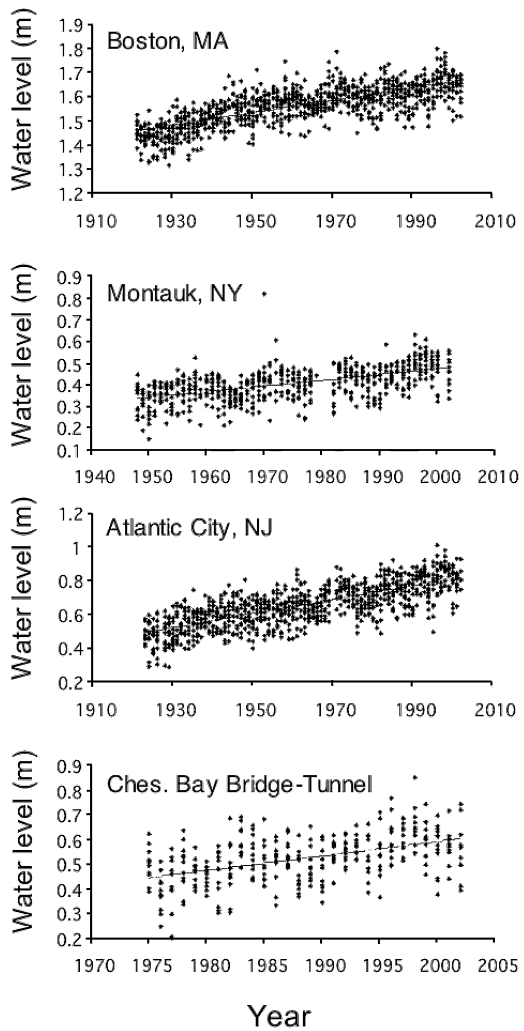 Water level (m)
Boston, MA
1.9
1.8
1.7
1.6
1.5
1.4
1.3
1.2
1910 1930 1950 1970 1990 2010
Water level (m)
Montauk, NY
0.9
0.8
0.7
0.6
0.5
0.4
0.3
0.2
0.1
1940 1950 1960 1970 1980 1990 2000 2010
Water level (m)
Atlantic City, NJ
1.2
1
0.8
0.6
0.4
0.2
1910 1930 1950 1970 1990 2010
Water level (m)
Ches. Bay Bridge-Tunnel
0.9
0.8
0.7
0.6
0.5
0.4
0.3
0.2
1970 1975 1980 1985 1990 1995 2000 2005
Year